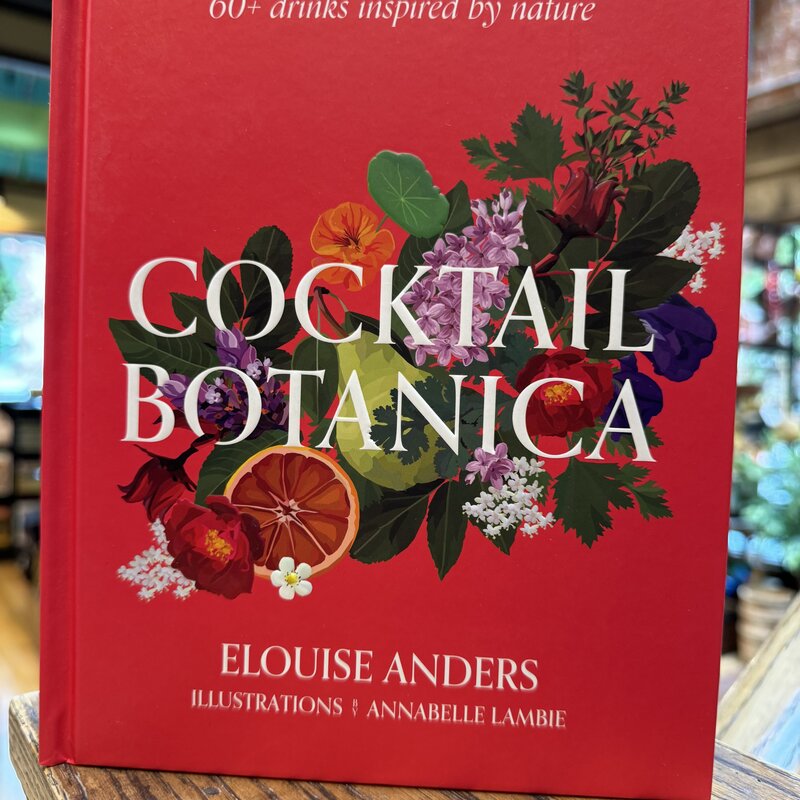 60+ drinks inspired by nature
COCKTAIL
BOTANICA
ELOUISE ANDERS
ILLUSTRATIONS BY ANNABELLE LAMBIE